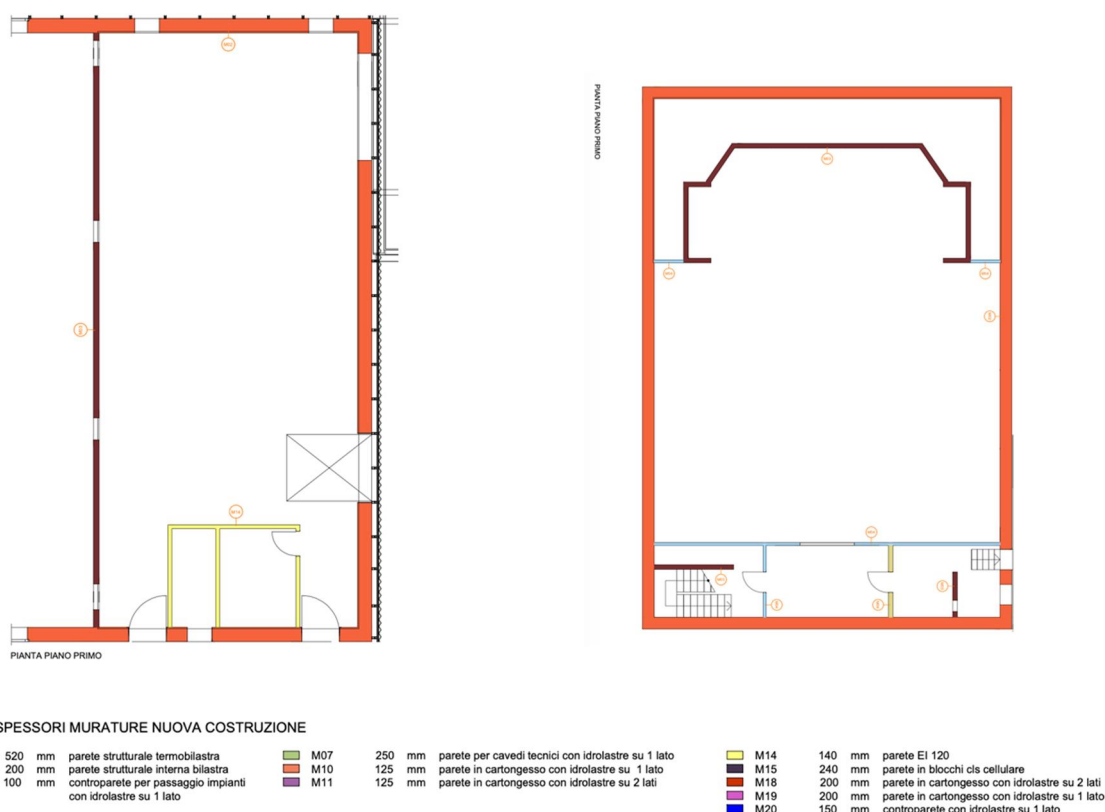 M02
PIANTA PIANO PRIMO
M14
PIANTA PIANO PRIMO
SPESSORI MURATURE NUOVA COSTRUZIONE
520 mm parete strutturale termobilastra
200 mm parete strutturale interna bilastra
100 mm controparete per passaggio impianti
con idrolastre su 1 lato
M07 250 mm parete per cavedi tecnici con idrolastre su 1 lato
M10 125 mm parete in cartongesso con idrolastre su 1 lato
M11 125 mm parete in cartongesso con idrolastre su 2 lati
M14 140 mm parete EI 120
M15 240 mm parete in blocchi cls cellulare
M18 200 mm parete in cartongesso con idrolastre su 2 lati
M19 200 mm parete in cartongesso con idrolastre su 1 lato
M20 150 mm controparete con idrolastre su 1 lato